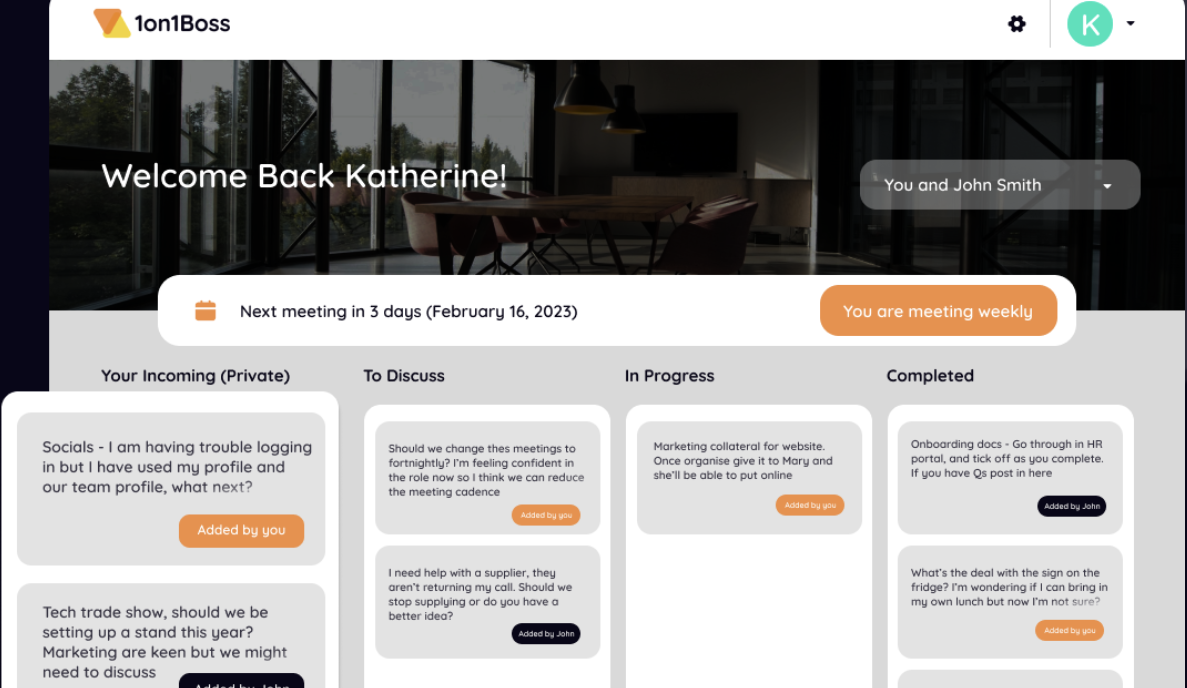 1on1Boss
K
Welcome Back Katherine!
You and John Smith
Next meeting in 3 days (February 16, 2023)
You are meeting weekly
Your Incoming (Private)
Socials - I am having trouble logging
in but I have used my profile and
our team profile, what next?
Added by you
Tech trade show, should we be
setting up a stand this year?
Marketing are keen but we might
need to discuss
Added by John
To Discuss
Should we change thes meetings to
fortnightly? I'm feeling confident in
the role now so I think we can reduce
the meeting cadence
Added by you
I need help with a supplier, they
aren't returning my call. Should we
stop supplying or do you have a
better idea?
Added by John
In Progress
Marketing collateral for website.
Once organise give it to Mary and
she'll be able to put online
Added by you
Completed
Onboarding docs - Go through in HR
portal, and tick off as you complete.
If you have Qs post in here
Added by John
What's the deal with the sign on the
fridge? I'm wondering if I can bring in
my own lunch but now I'm not sure?
Added by you